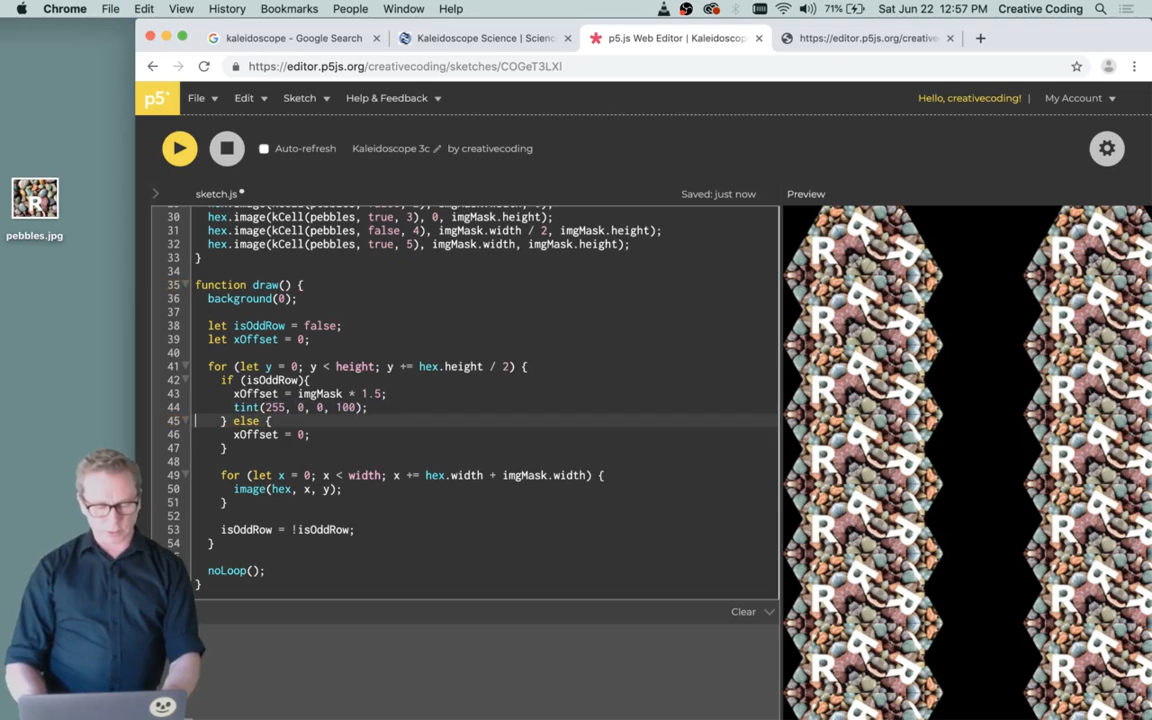 Chrome File Edit View History Bookmarks People Window Help 71% Sat Jun 22 12:57 PM Creative Coding
kaleidoscope - Google Search
Kaleidoscope Science | Scienc
p5.js Web Editor | Kaleidoscop
https://editor.p5js.org/creativec
https://editor.p5js.org/creativecoding/sketches/COGeT3LXl
p5* File Edit Sketch Help & Feedback Hello, creativecoding! | My Account
Auto-refresh Kaleidoscope 3c by creativecoding
sketch.js Saved: just now Preview
30 hex.image(kCell(pebbles, true, 3), 0, imgMask.height);
31 hex.image(kCell(pebbles, false, 4), imgMask.width / 2, imgMask.height);
32 hex.image(kCell(pebbles, true, 5), imgMask.width, imgMask.height);
33 }
34
35 function draw() {
36 background(0);
37
38 let isOddRow = false;
39 let xOffset = 0;
40
41 for (let y = 0; y < height; y += hex.height / 2) {
42 if (isOddRow){
43 xOffset = imgMask * 1.5;
44 tint(255, 0, 0, 100);
45 } else {
46 xOffset = 0;
47 }
48
49 for (let x = 0; x < width; x += hex.width + imgMask.width) {
50 image(hex, x, y);
51 }
52
53 isOddRow = !isOddRow;
54 }
noLoop();
}
Clear
R
pebbles.jpg